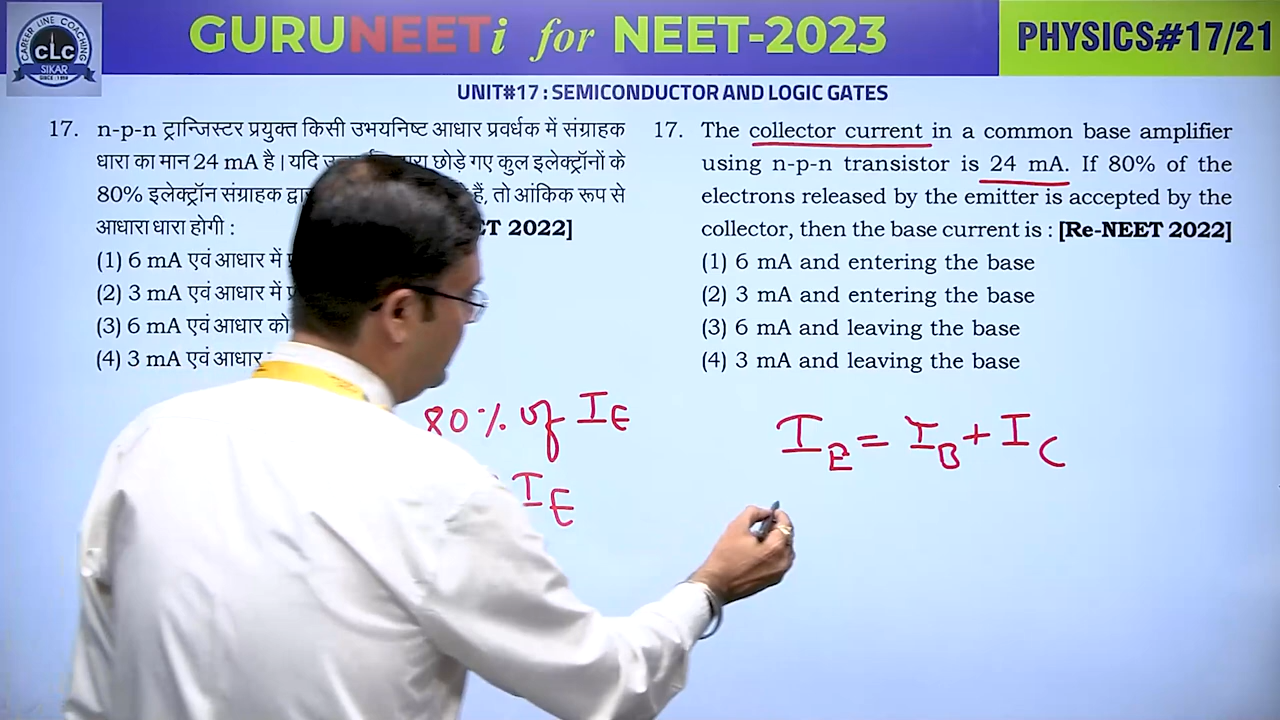 GURUNEETi for NEET-2023
PHYSICS#17/21
CAREER LINE COACHING
CLC
SIKAR
UNIT#17 : SEMICONDUCTOR AND LOGIC GATES
17. n-p-n ट्रान्जिस्टर प्रयुक्त किसी उभयनिष्ट आधार प्रवर्धक में संग्राहक
धारा का मान 24 mA है। यदि छोड़े गए कुल इलेक्ट्रॉनों के
80% इलेक्ट्रॉन संग्राहक हैं, तो आंकिक रूप से
आधारा धारा होगी : 2022]
(1) 6 mA एवं आधार में
(2) 3 mA एवं आधार में
(3) 6 mA एवं आधार को
(4) 3 mA एवं आधार
17. The collector current in a common base amplifier
using n-p-n transistor is 24 mA. If 80% of the
electrons released by the emitter is accepted by the
collector, then the base current is : [Re-NEET 2022]
(1) 6 mA and entering the base
(2) 3 mA and entering the base
(3) 6 mA and leaving the base
(4) 3 mA and leaving the base
80% of IE
IE
IE = IB + IC